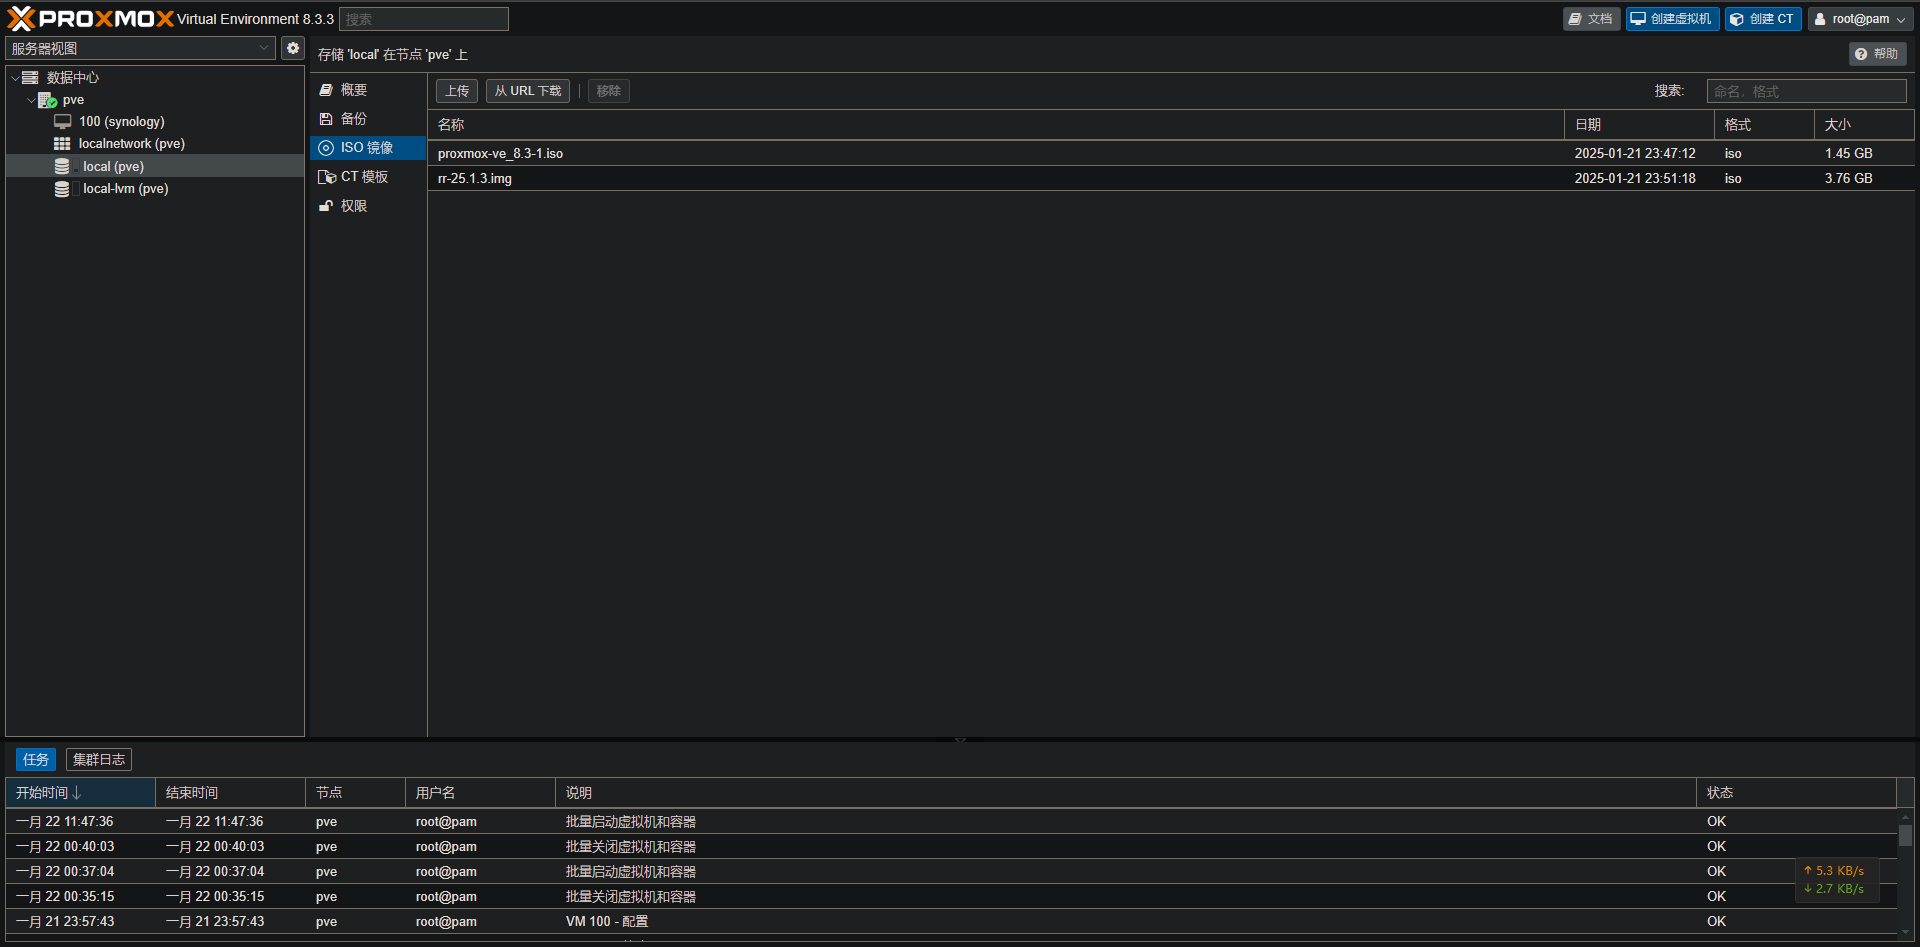 PROXMOX Virtual Environment 8.3.3 搜索 文档 创建虚拟机 创建 CT root@pam
服务器视图
存储 'local' 在节点 'pve' 上 帮助
数据中心
pve
100 (synology)
localnetwork (pve)
local (pve)
local-lvm (pve)
概要
备份
ISO 镜像
CT 模板
权限
上传 从 URL 下载 移除 搜索: 命名，格式
名称 日期 格式 大小
proxmox-ve_8.3-1.iso 2025-01-21 23:47:12 iso 1.45 GB
rr-25.1.3.img 2025-01-21 23:51:18 iso 3.76 GB
任务 集群日志
开始时间 结束时间 节点 用户名 说明 状态
一月 22 11:47:36 一月 22 11:47:36 pve root@pam 批量启动虚拟机和容器 OK
一月 22 00:40:03 一月 22 00:40:03 pve root@pam 批量关闭虚拟机和容器 OK
一月 22 00:37:04 一月 22 00:37:04 pve root@pam 批量启动虚拟机和容器 OK
一月 22 00:35:15 一月 22 00:35:15 pve root@pam 批量关闭虚拟机和容器 OK
一月 21 23:57:43 一月 21 23:57:43 pve root@pam VM 100 - 配置 OK
↑ 5.3 KB/s
↓ 2.7 KB/s